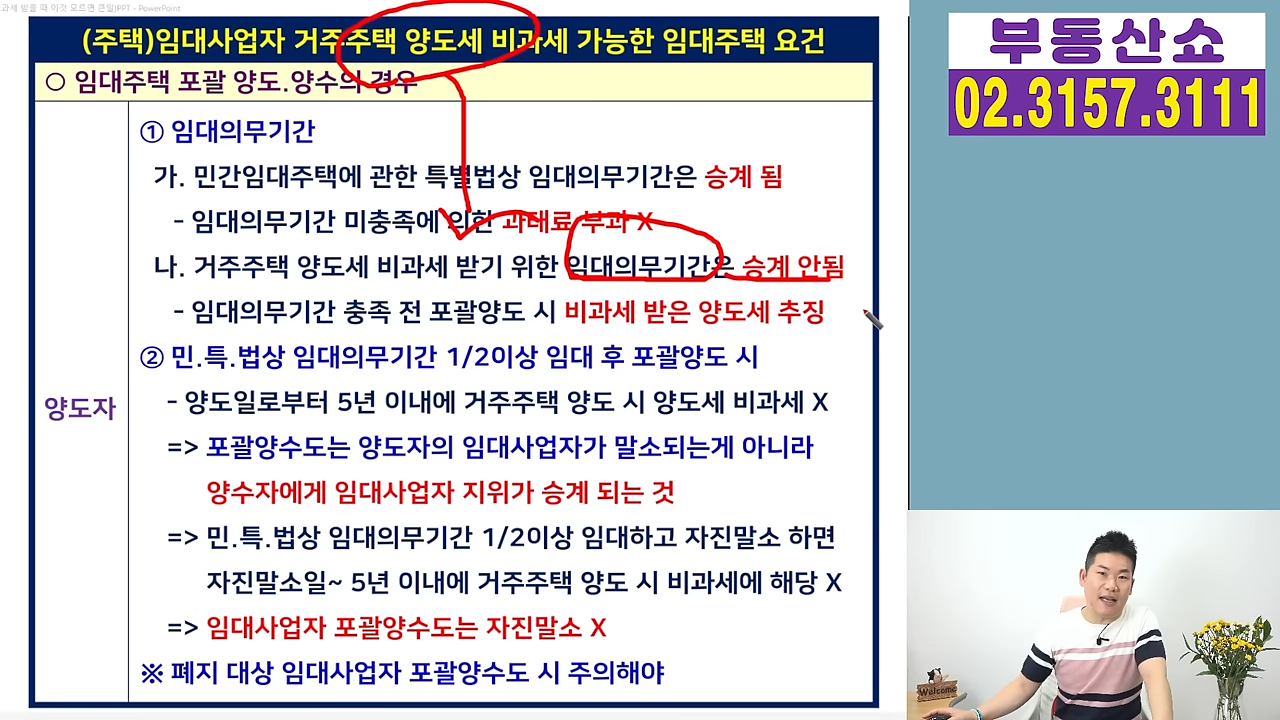 과세 받을 때 이것 모르면 큰일)PPT - PowerPoint
(주택)임대사업자 거주주택 양도세 비과세 가능한 임대주택 요건
○ 임대주택 포괄 양도.양수의 경우
양도자
① 임대의무기간
가. 민간임대주택에 관한 특별법상 임대의무기간은 승계 됨
- 임대의무기간 미충족에 의한 과태료 부과 X
나. 거주주택 양도세 비과세 받기 위한 임대의무기간은 승계 안됨
- 임대의무기간 충족 전 포괄양도 시 비과세 받은 양도세 추징
② 민.특.법상 임대의무기간 1/2이상 임대 후 포괄양도 시
- 양도일로부터 5년 이내에 거주주택 양도 시 양도세 비과세 X
=> 포괄양수도는 양도자의 임대사업자가 말소되는게 아니라
양수자에게 임대사업자 지위가 승계 되는 것
=> 민.특.법상 임대의무기간 1/2이상 임대하고 자진말소 하면
자진말소일~ 5년 이내에 거주주택 양도 시 비과세에 해당 X
=> 임대사업자 포괄양수도는 자진말소 X
※ 폐지 대상 임대사업자 포괄양수도 시 주의해야
부동산쇼
02.3157.3111
Welcome